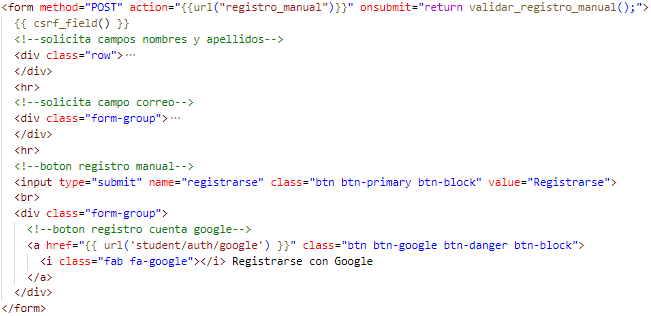 <form method="POST" action="{{url("registro_manual")}}" onsubmit="return validar_registro_manual();">
{{ csrf_field() }}
<!--solicita campos nombres y apellidos-->
<div class="row">···
</div>
<hr>
<!--solicita campo correo-->
<div class="form-group">···
</div>
<hr>
<!--boton registro manual-->
<input type="submit" name="registrarse" class="btn btn-primary btn-block" value="Registrarse">
<br>
<div class="form-group">
<!--boton registro cuenta google-->
<a href="{{ url('student/auth/google') }}" class="btn btn-google btn-danger btn-block">
<i class="fab fa-google"></i> Registrarse con Google
</a>
</div>
</form>